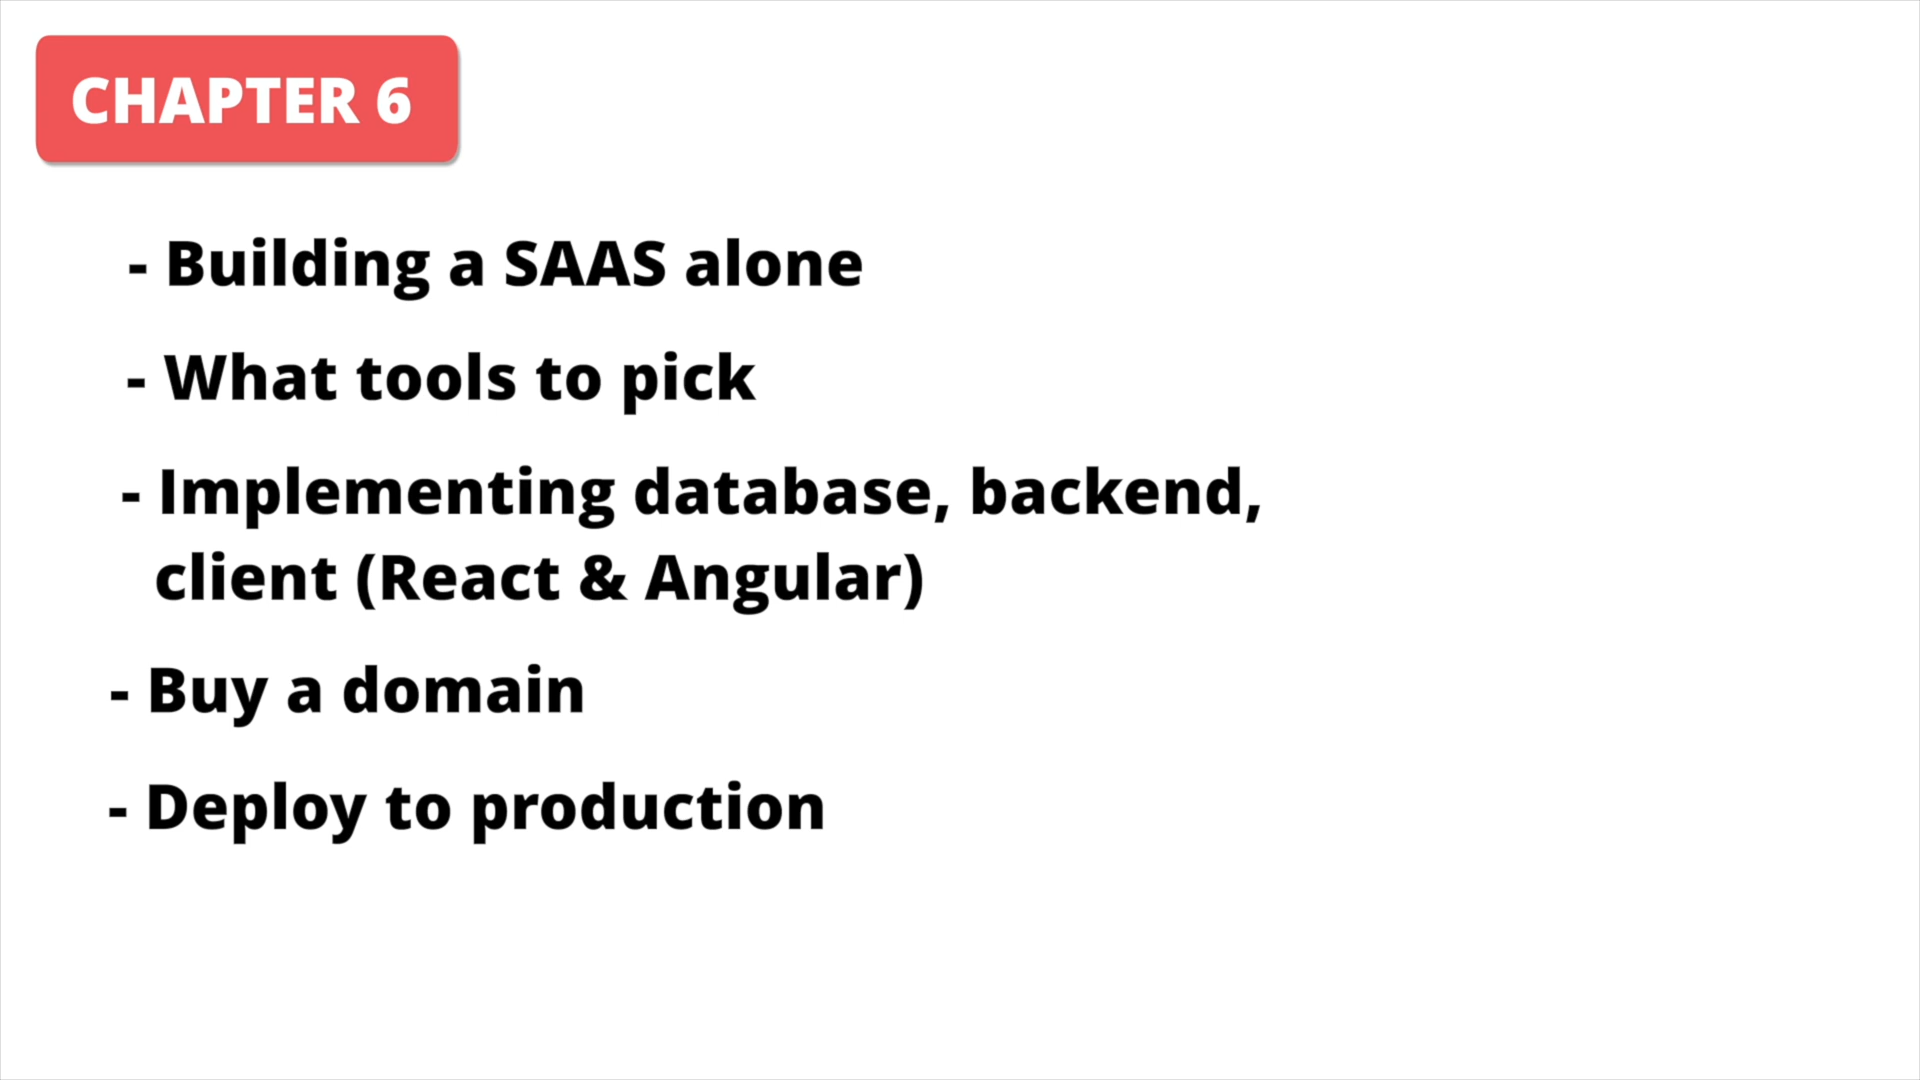 CHAPTER 6
- Building a SAAS alone
- What tools to pick
- Implementing database, backend,
client (React & Angular)
- Buy a domain
- Deploy to production